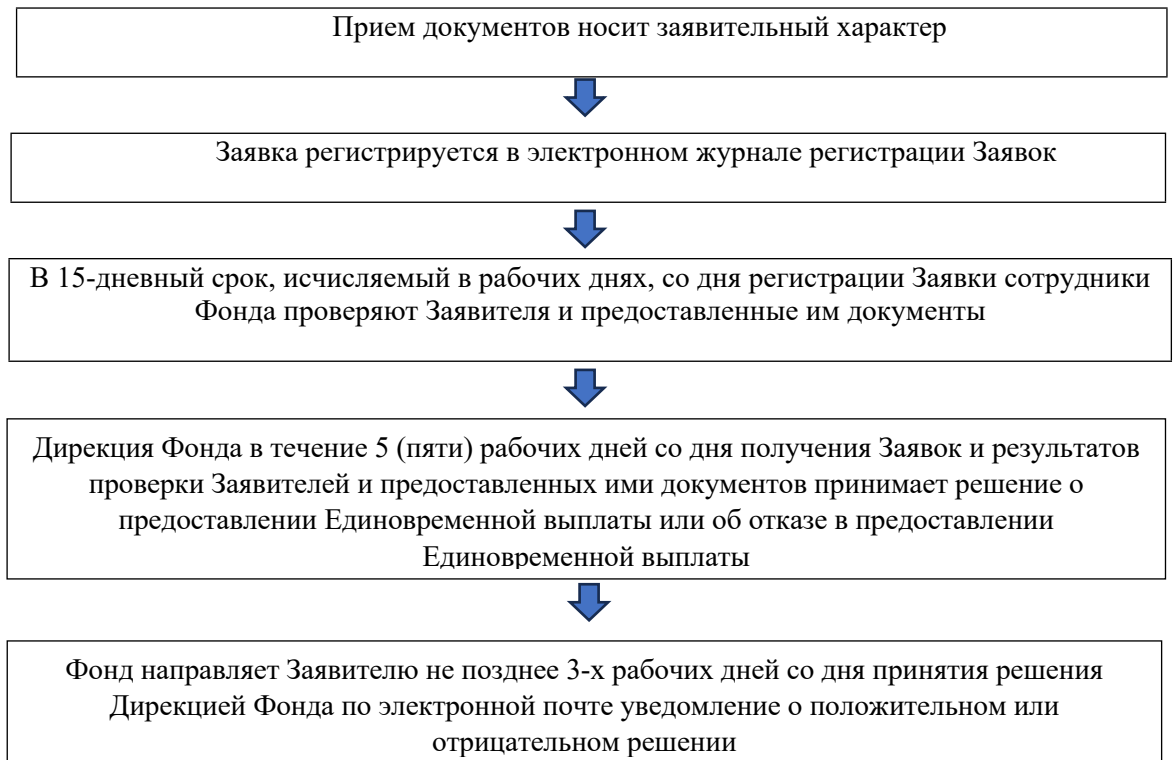 Прием документов носит заявительный характер
Заявка регистрируется в электронном журнале регистрации Заявок
В 15-дневный срок, исчисляемый в рабочих днях, со дня регистрации Заявки сотрудники
Фонда проверяют Заявителя и предоставленные им документы
Дирекция Фонда в течение 5 (пяти) рабочих дней со дня получения Заявок и результатов
проверки Заявителей и предоставленных ими документов принимает решение о
предоставлении Единовременной выплаты или об отказе в предоставлении
Единовременной выплаты
Фонд направляет Заявителю не позднее 3-х рабочих дней со дня принятия решения
Дирекцией Фонда по электронной почте уведомление о положительном или
отрицательном решении